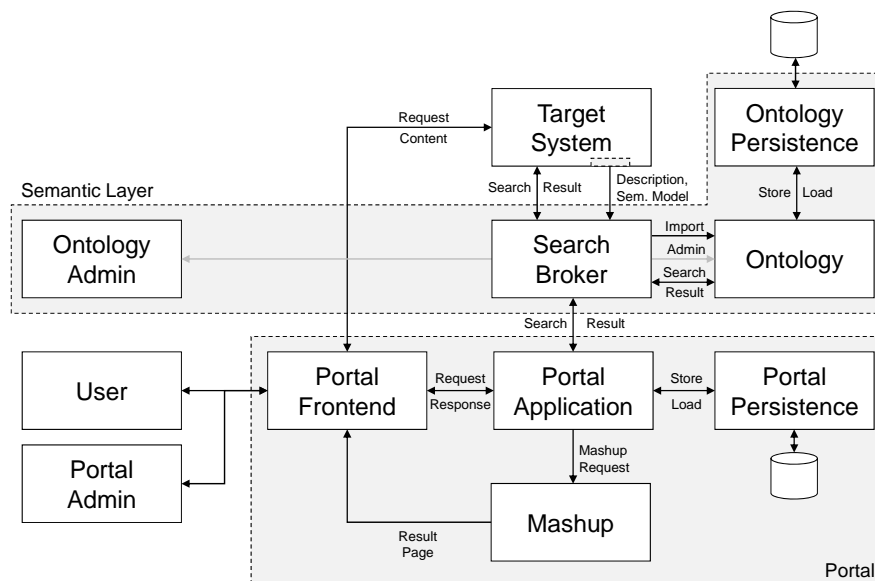 Request
Content
Target
System
Ontology
Persistence
Search
Result
Description,
Sem. Model
Store
Load
Semantic Layer
Ontology
Admin
Search
Broker
Import
Admin
Search
Result
Ontology
Search
Result
User
Portal
Frontend
Request
Response
Portal
Application
Store
Load
Portal
Persistence
Portal
Admin
Mashup
Request
Result
Page
Mashup
Portal